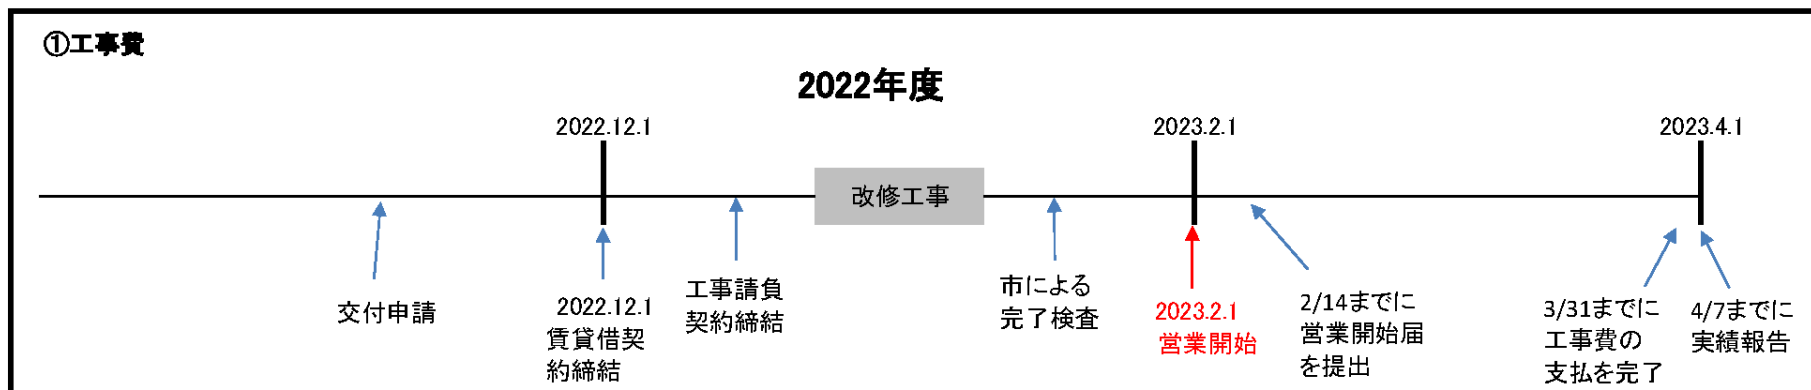 ①工事費
2022年度
2022.12.1
2023.2.1
2023.4.1
改修工事
交付申請
2022.12.1
賃貸借契
約締結
工事請負
契約締結
市による
完了検査
2023.2.1
営業開始
2/14までに
営業開始届
を提出
3/31までに
工事費の
支払を完了
4/7までに
実績報告